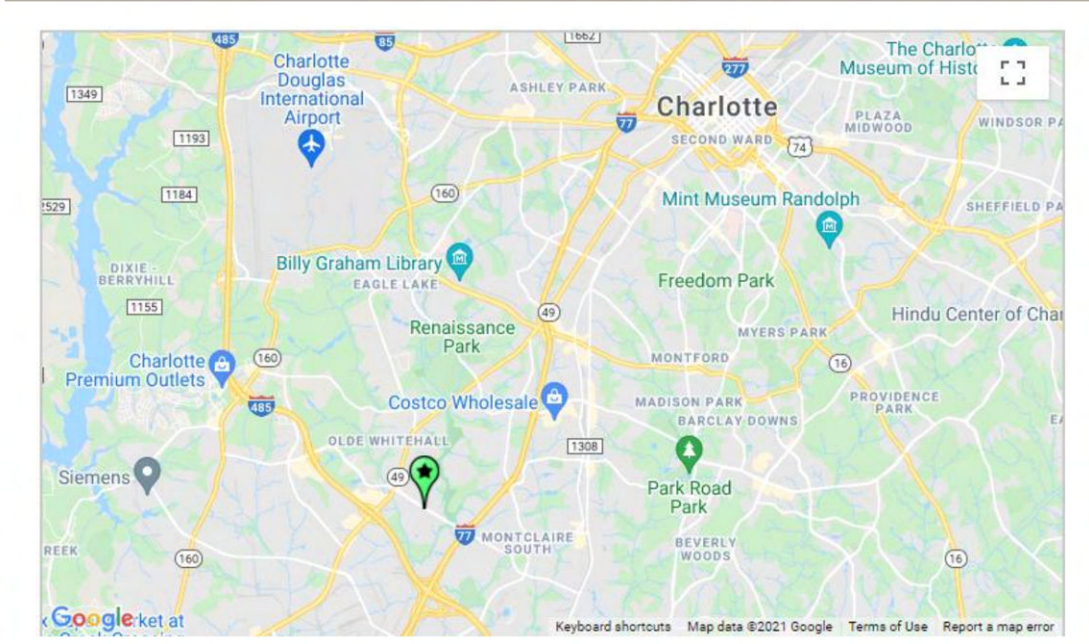 485
85
1662
The Charlotte
Museum of Histo
277
Charlotte
Douglas
International
Airport
1349
ASHLEY PARK
Charlotte
77
PLAZA
MIDWOOD
WINDSOR PA
SECOND WARD
74
1193
1184
160
2529
Mint Museum Randolph
SHEFFIELD PA
DIXIE -
BERRYHILL
Billy Graham Library
EAGLE LAKE
Freedom Park
1155
49
Hindu Center of Char
Renaissance
Park
MYERS PARK
160
MONTFORD
16
Charlotte
Premium Outlets
485
Costco Wholesale
MADISON PARK
PROVIDENCE
PARK
BARCLAY DOWNS
OLDE WHITEHALL
1308
Siemens
49
Park Road
Park
77
MONTCLAIRE
SOUTH
BEVERLY
WOODS
REEK
160
16
Google
rket at
Keyboard shortcuts Map data ©2021 Google Terms of Use Report a map error